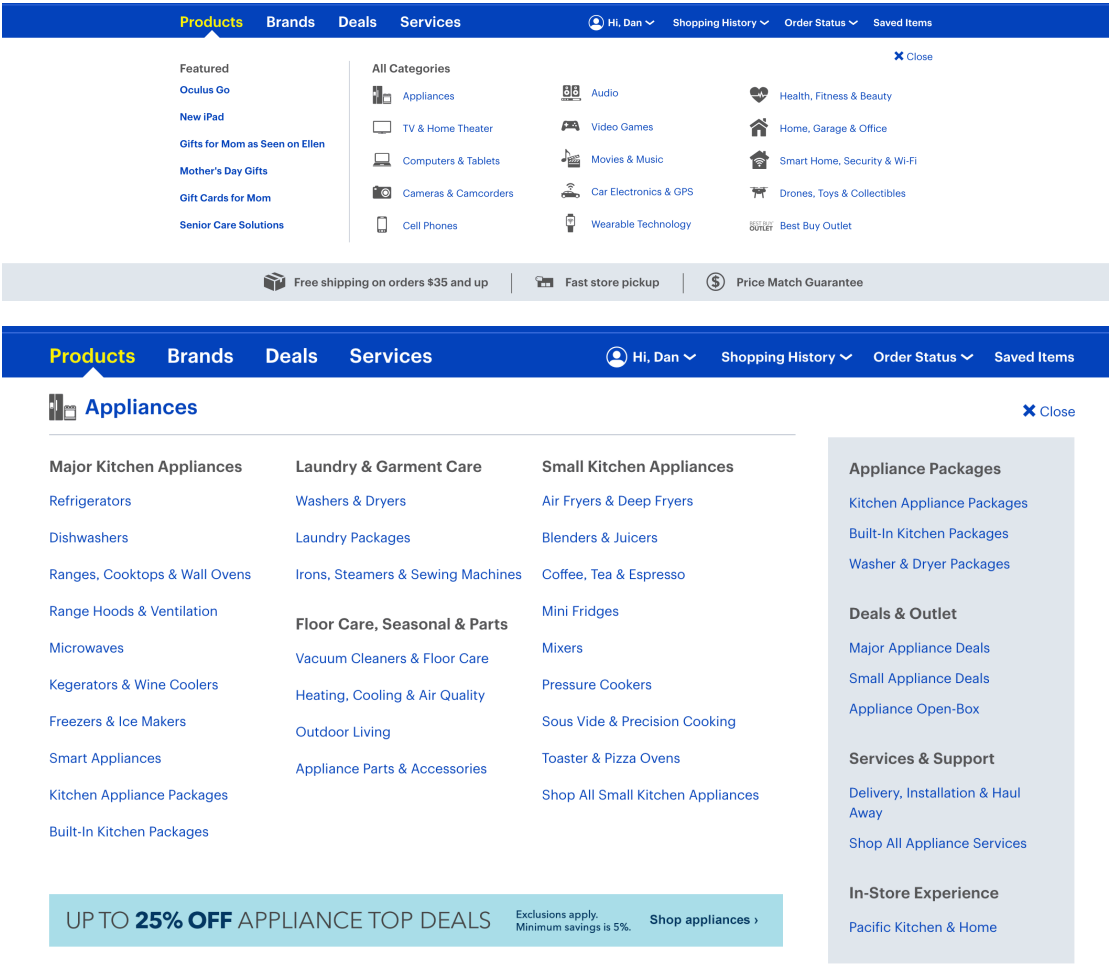 Products Brands Deals Services Hi, Dan Shopping History Order Status Saved Items
Close
Featured
Oculus Go
New iPad
Gifts for Mom as Seen on Ellen
Mother's Day Gifts
Gift Cards for Mom
Senior Care Solutions
All Categories
Appliances
TV & Home Theater
Computers & Tablets
Cameras & Camcorders
Cell Phones
Audio
Video Games
Movies & Music
Car Electronics & GPS
Wearable Technology
Health, Fitness & Beauty
Home, Garage & Office
Smart Home, Security & Wi-Fi
Drones, Toys & Collectibles
BEST BUY
OUTLET
Best Buy Outlet
Free shipping on orders $35 and up Fast store pickup Price Match Guarantee
Products Brands Deals Services Hi, Dan Shopping History Order Status Saved Items
Appliances
Close
Major Kitchen Appliances
Refrigerators
Dishwashers
Ranges, Cooktops & Wall Ovens
Range Hoods & Ventilation
Microwaves
Kegerators & Wine Coolers
Freezers & Ice Makers
Smart Appliances
Kitchen Appliance Packages
Built-In Kitchen Packages
Laundry & Garment Care
Washers & Dryers
Laundry Packages
Irons, Steamers & Sewing Machines
Floor Care, Seasonal & Parts
Vacuum Cleaners & Floor Care
Heating, Cooling & Air Quality
Outdoor Living
Appliance Parts & Accessories
Small Kitchen Appliances
Air Fryers & Deep Fryers
Blenders & Juicers
Coffee, Tea & Espresso
Mini Fridges
Mixers
Pressure Cookers
Sous Vide & Precision Cooking
Toaster & Pizza Ovens
Shop All Small Kitchen Appliances
Appliance Packages
Kitchen Appliance Packages
Built-In Kitchen Packages
Washer & Dryer Packages
Deals & Outlet
Major Appliance Deals
Small Appliance Deals
Appliance Open-Box
Services & Support
Delivery, Installation & Haul
Away
Shop All Appliance Services
In-Store Experience
Pacific Kitchen & Home
UP TO 25% OFF APPLIANCE TOP DEALS
Exclusions apply.
Minimum savings is 5%.
Shop appliances ›